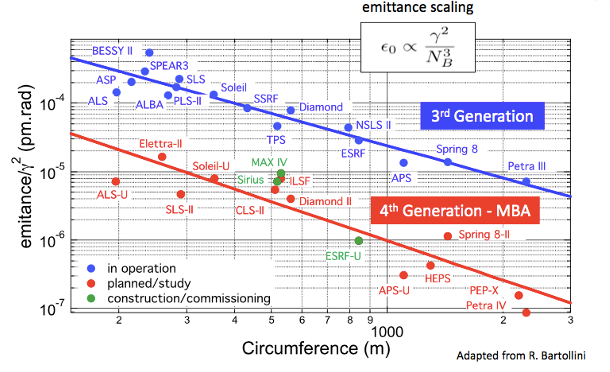 emittance scaling
ϵ₀ ∝ γ² / N_B³
emitance/γ² (pm.rad)
10⁻⁴
10⁻⁵
10⁻⁶
10⁻⁷
BESSY II
SPEAR3
ASP
SLS
ALS
ALBA
PLS-II
Soleil
SSRF
Diamond
TPS
NSLS II
ESRF
APS
Spring 8
Petra III
3rd Generation
Elettra-II
ALS-U
Soleil-U
SLS-II
MAX IV
Sirius
iLSF
CLS-II
Diamond II
4th Generation - MBA
ESRF-U
Spring 8-II
APS-U
HEPS
PEP-X
Petra IV
in operation
planned/study
construction/commissioning
2 3 4 5 6 7 8 9 1000 2 3
Circumference (m)
Adapted from R. Bartollini